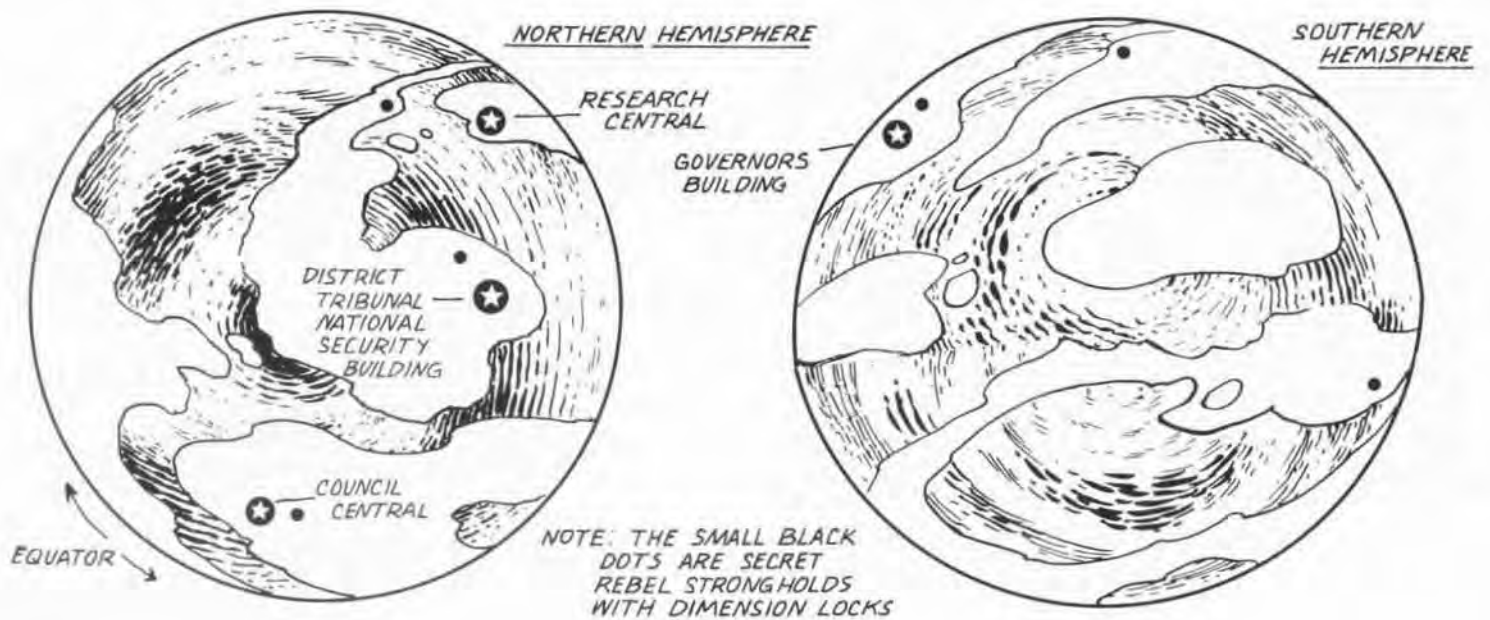 NORTHERN HEMISPHERE
RESEARCH
CENTRAL
DISTRICT
TRIBUNAL
NATIONAL
SECURITY
BUILDING
COUNCIL
CENTRAL
EQUATOR
SOUTHERN
HEMISPHERE
GOVERNORS
BUILDING
NOTE: THE SMALL BLACK
DOTS ARE SECRET
REBEL STRONGHOLDS
WITH DIMENSION LOCKS